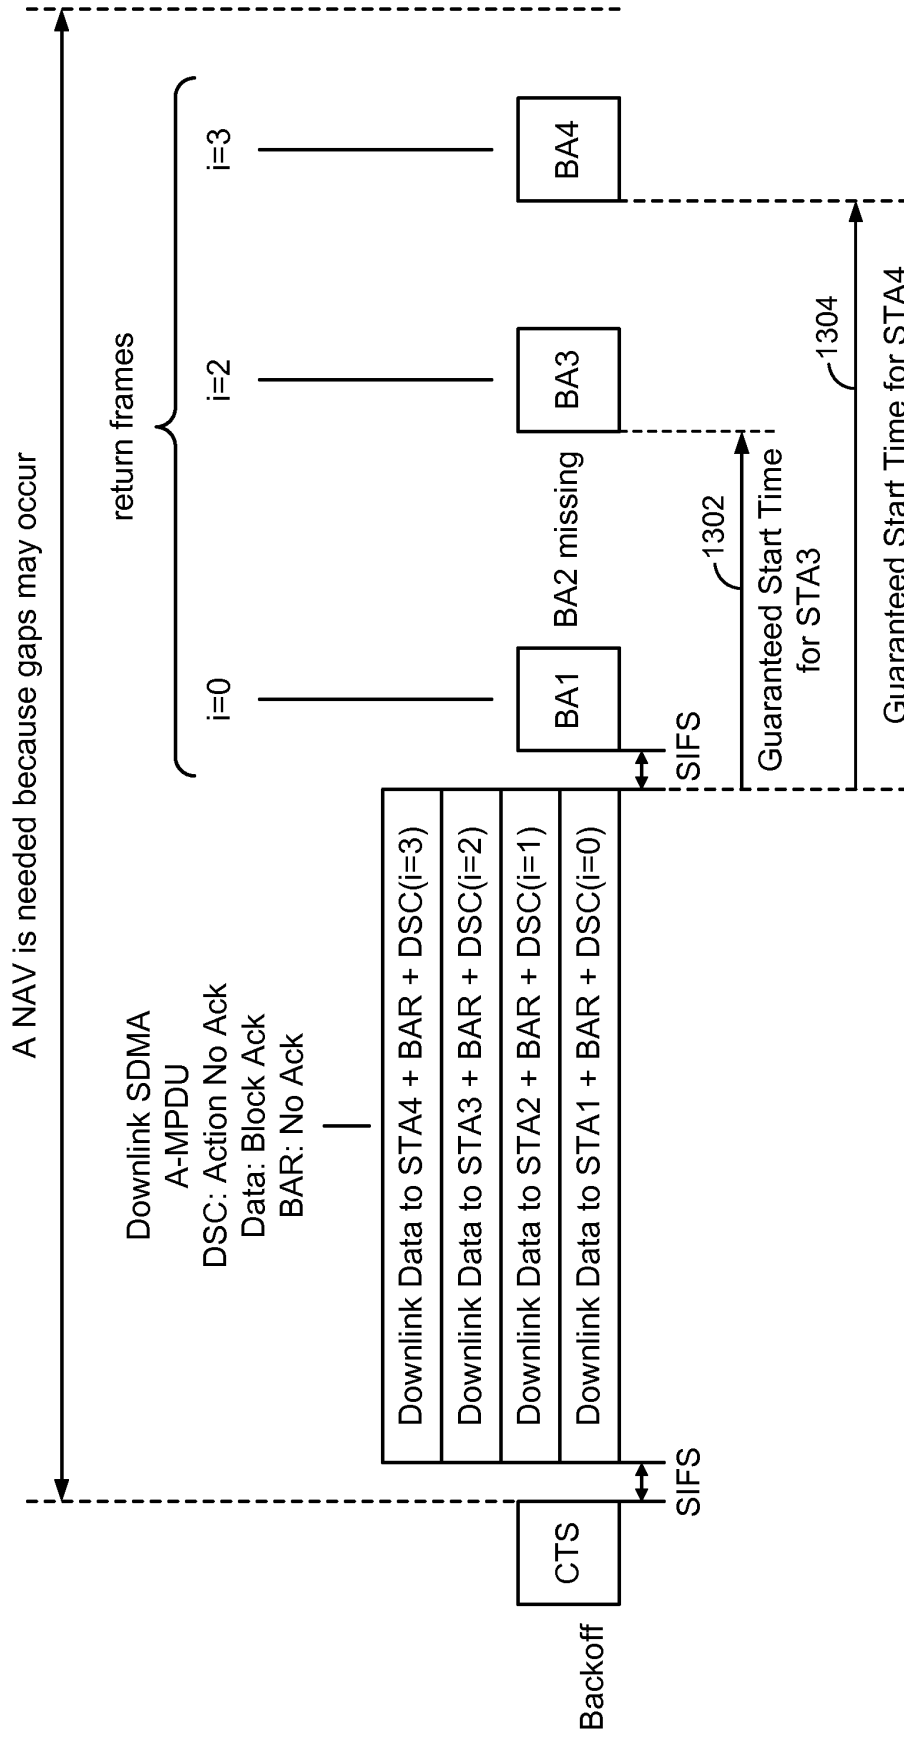 A NAV is needed because gaps may occur
return frames
i=0
i=2
i=3
Downlink SDMA
A-MPDU
DSC: Action No Ack
Data: Block Ack
BAR: No Ack
Downlink Data to STA4 + BAR + DSC(i=3)
Downlink Data to STA3 + BAR + DSC(i=2)
Downlink Data to STA2 + BAR + DSC(i=1)
Downlink Data to STA1 + BAR + DSC(i=0)
Backoff
CTS
BA1
BA2 missing
BA3
BA4
SIFS
SIFS
1302
Guaranteed Start Time
for STA3
1304
Guaranteed Start Time for STA4